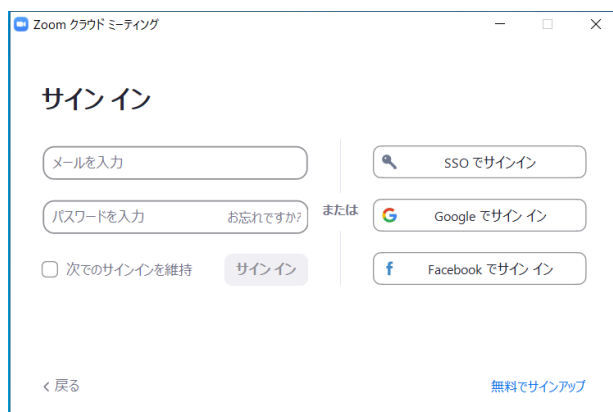 Zoom クラウド ミーティング
サイン イン
メールを入力
パスワードを入力 お忘れですか?
次でのサインインを維持 サイン イン
または
SSO でサインイン
Google でサイン イン
Facebook でサイン イン
戻る
無料でサインアップ